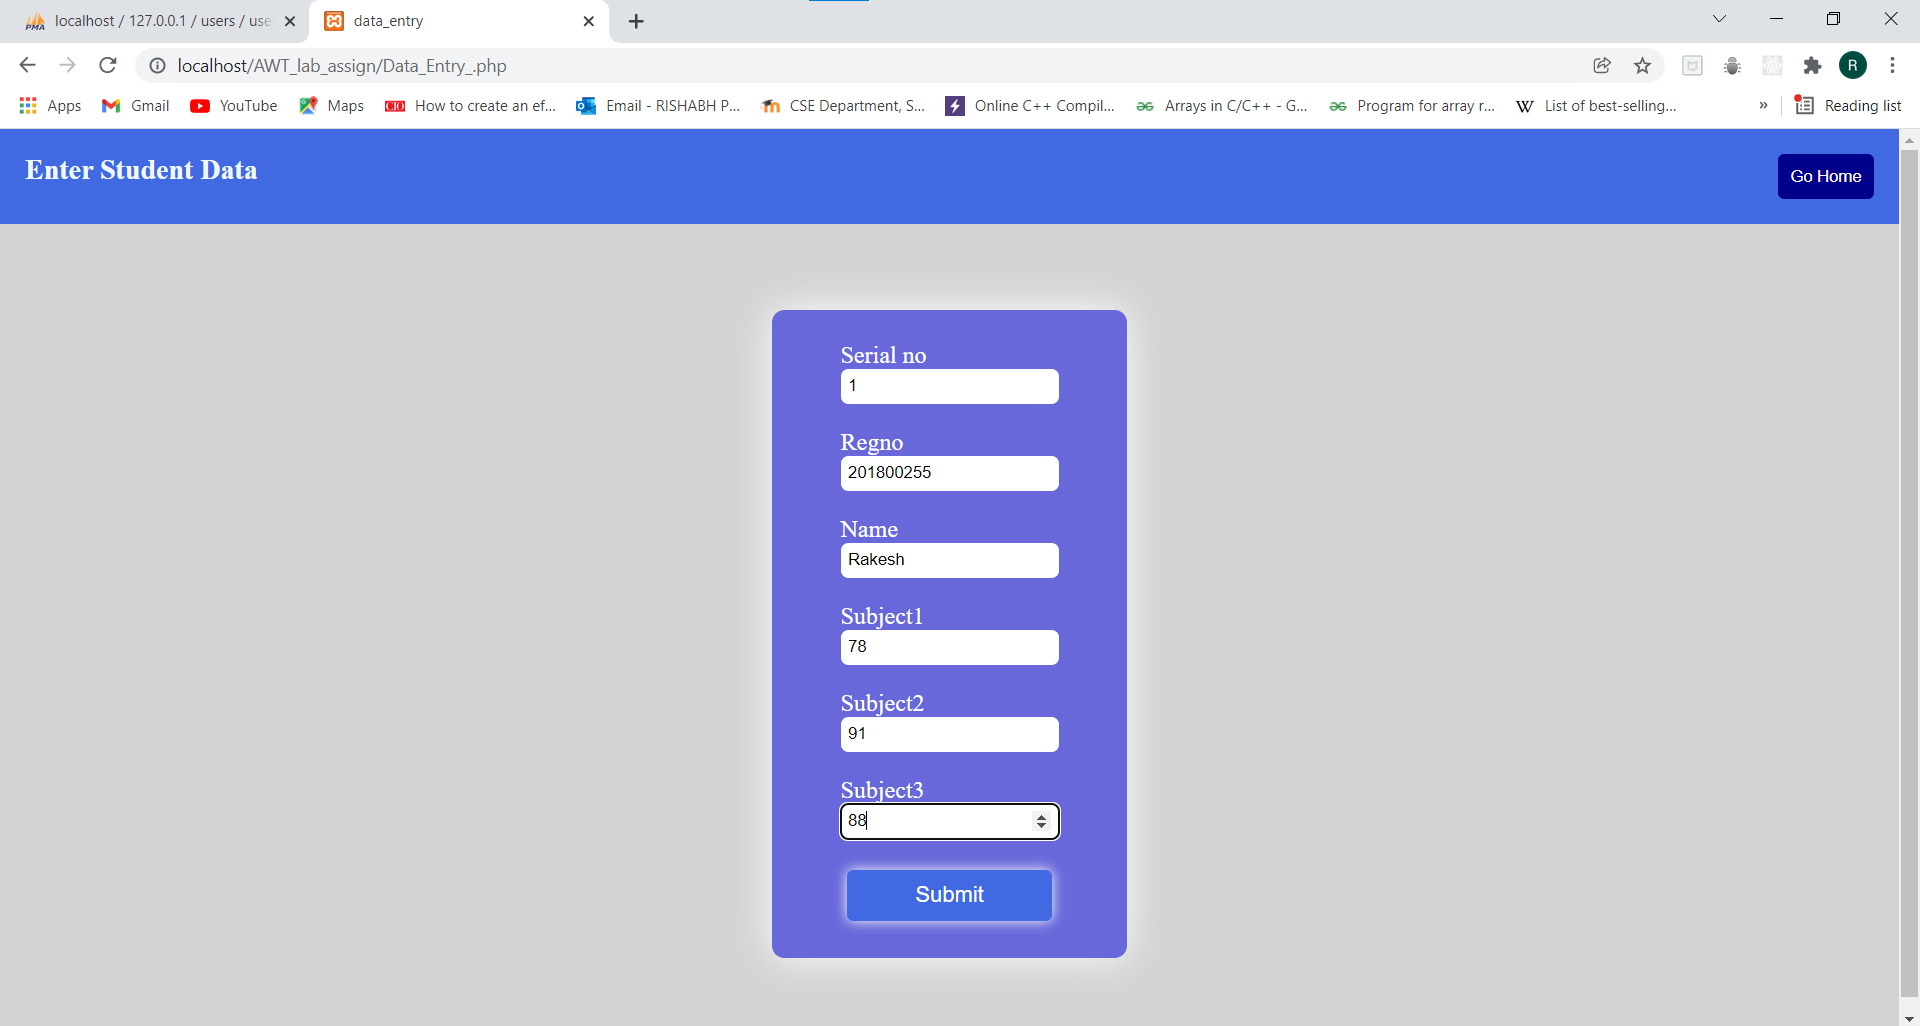 localhost / 127.0.0.1 / users / use
data_entry
localhost/AWT_lab_assign/Data_Entry_.php
R
Apps
Gmail
YouTube
Maps
CIO
How to create an ef...
Email - RISHABH P...
CSE Department, S...
Online C++ Compil...
Arrays in C/C++ - G...
Program for array r...
W
List of best-selling...
»
Reading list
Enter Student Data
Go Home
Serial no
1
Regno
201800255
Name
Rakesh
Subject1
78
Subject2
91
Subject3
88
Submit